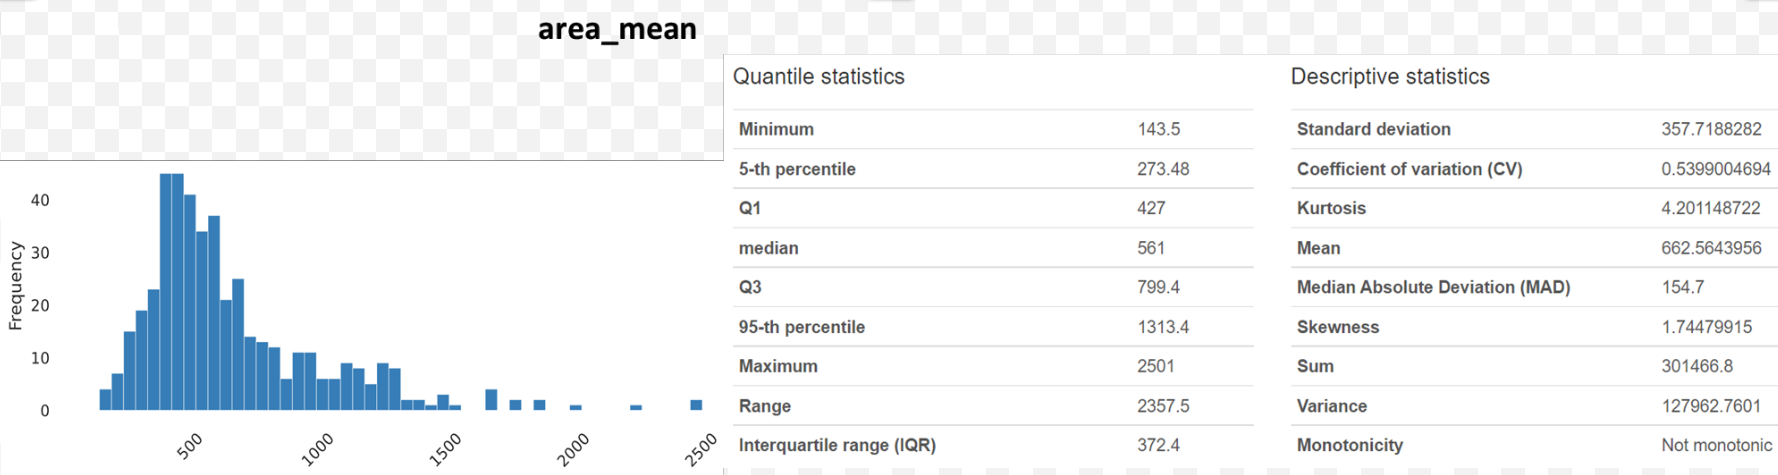 area_mean
Frequency
40
30
20
10
0
500
1000
1500
2000
2500
Quantile statistics
Minimum 143.5
5-th percentile 273.48
Q1 427
median 561
Q3 799.4
95-th percentile 1313.4
Maximum 2501
Range 2357.5
Interquartile range (IQR) 372.4
Descriptive statistics
Standard deviation 357.7188282
Coefficient of variation (CV) 0.5399004694
Kurtosis 4.201148722
Mean 662.5643956
Median Absolute Deviation (MAD) 154.7
Skewness 1.74479915
Sum 301466.8
Variance 127962.7601
Monotonicity Not monotonic